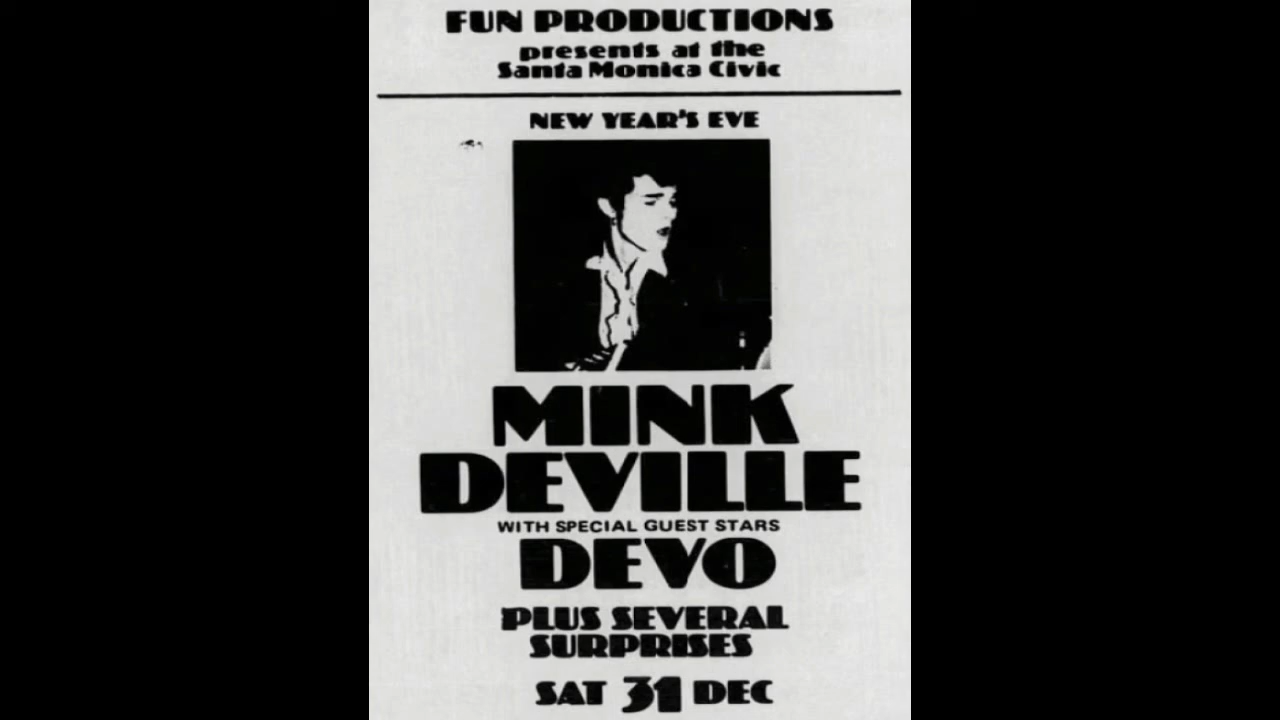 FUN PRODUCTIONS
presents at the
Santa Monica Civic
NEW YEAR'S EVE
MINK
DEVILLE
WITH SPECIAL GUEST STARS
DEVO
PLUS SEVERAL
SURPRISES
SAT 31 DEC